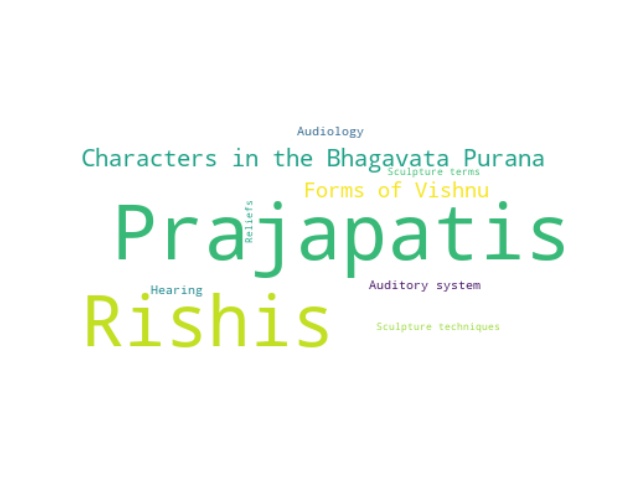 Audiology
Characters in the Bhagavata Purana
Sculpture terms
Forms of Vishnu
Reliefs
Prajapatis
Hearing
Auditory system
Rishis
Sculpture techniques